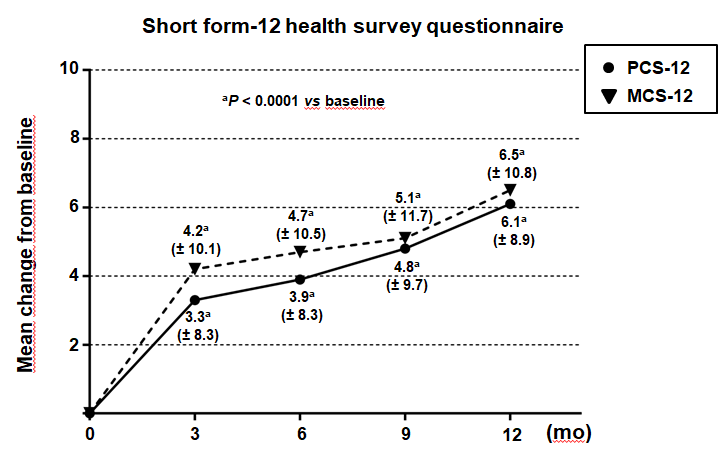 Short form-12 health survey questionnaire
PCS-12
MCS-12
ᵃP < 0.0001 vs baseline
Mean change from baseline
10
8
6
4
2
4.2ᵃ
(± 10.1)
4.7ᵃ
(± 10.5)
5.1ᵃ
(± 11.7)
6.5ᵃ
(± 10.8)
3.3ᵃ
(± 8.3)
3.9ᵃ
(± 8.3)
4.8ᵃ
(± 9.7)
6.1ᵃ
(± 8.9)
0
3
6
9
12
(mo)